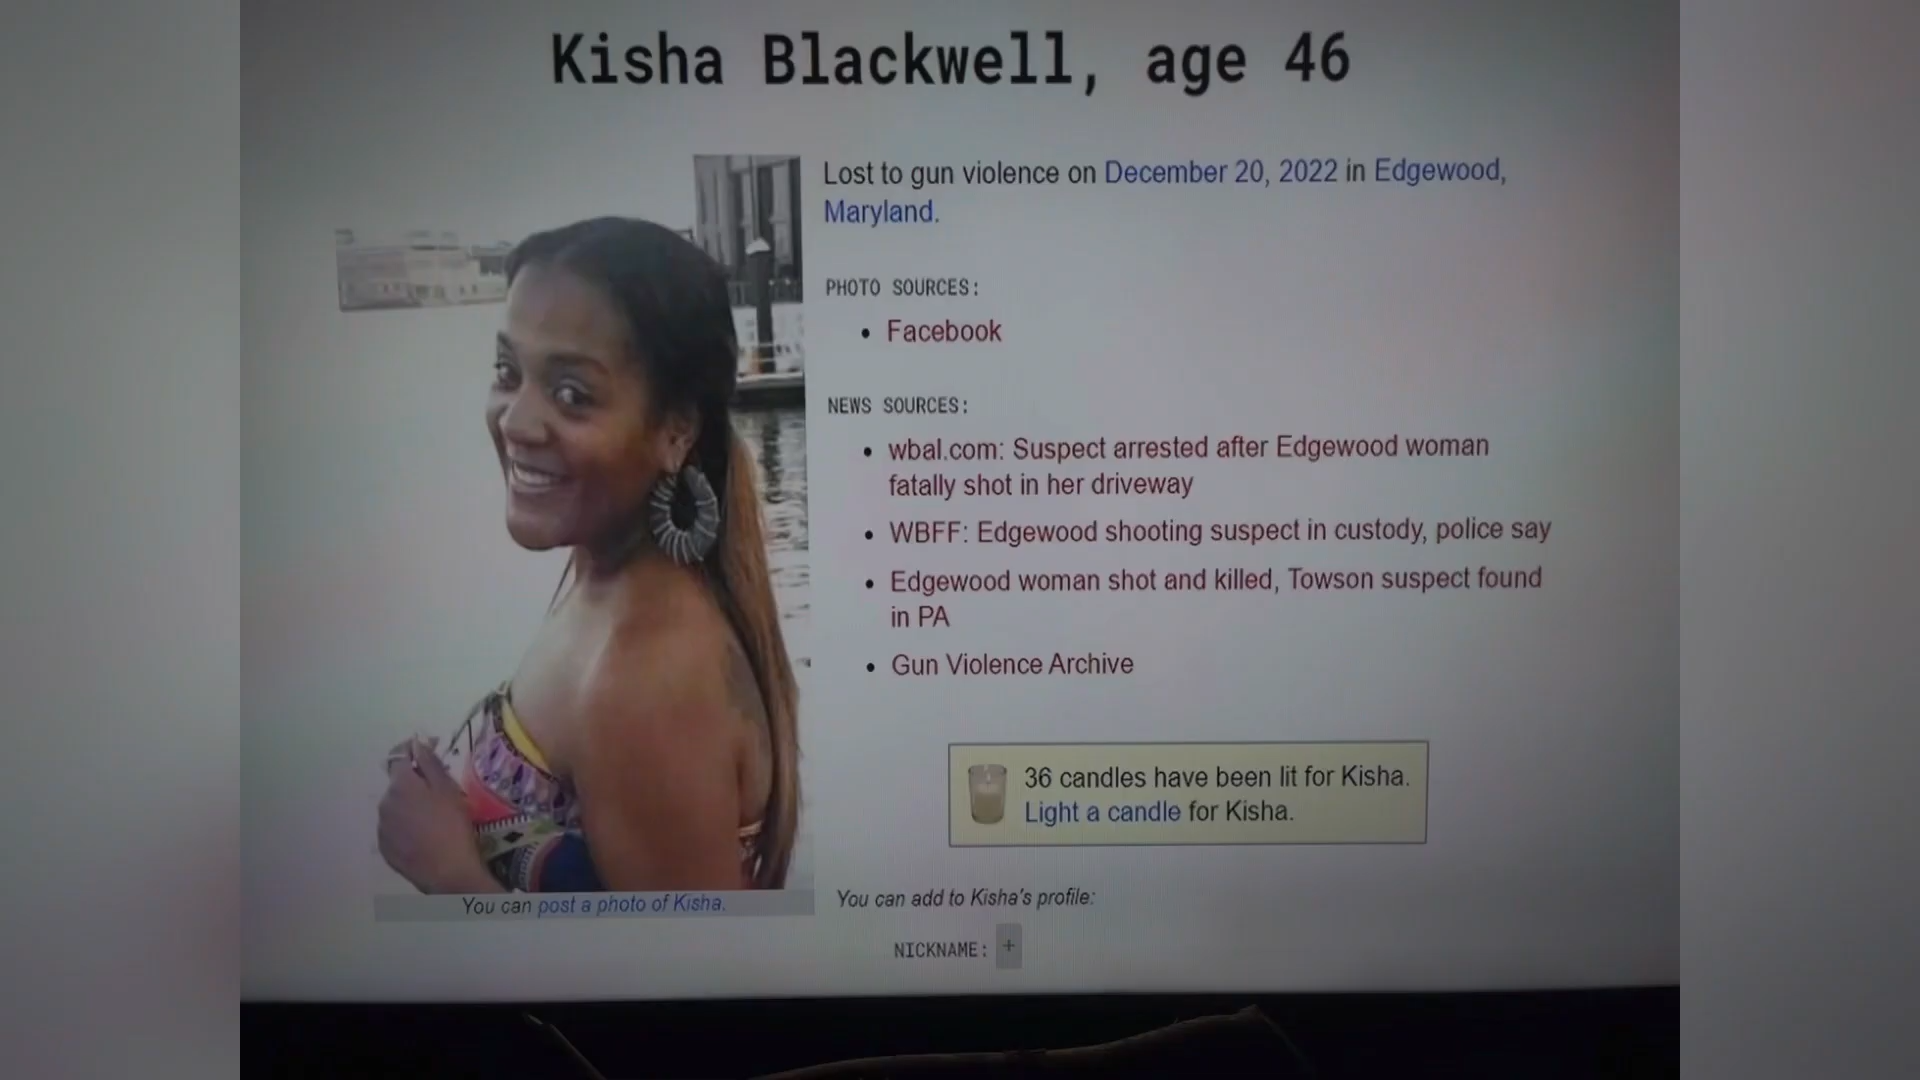 Kisha Blackwell, age 46
Lost to gun violence on December 20, 2022 in Edgewood,
Maryland.
PHOTO SOURCES:
• Facebook
NEWS SOURCES:
• wbal.com: Suspect arrested after Edgewood woman
fatally shot in her driveway
• WBFF: Edgewood shooting suspect in custody, police say
• Edgewood woman shot and killed, Towson suspect found
in PA
• Gun Violence Archive
36 candles have been lit for Kisha.
Light a candle for Kisha.
You can post a photo of Kisha.
You can add to Kisha's profile:
NICKNAME: +